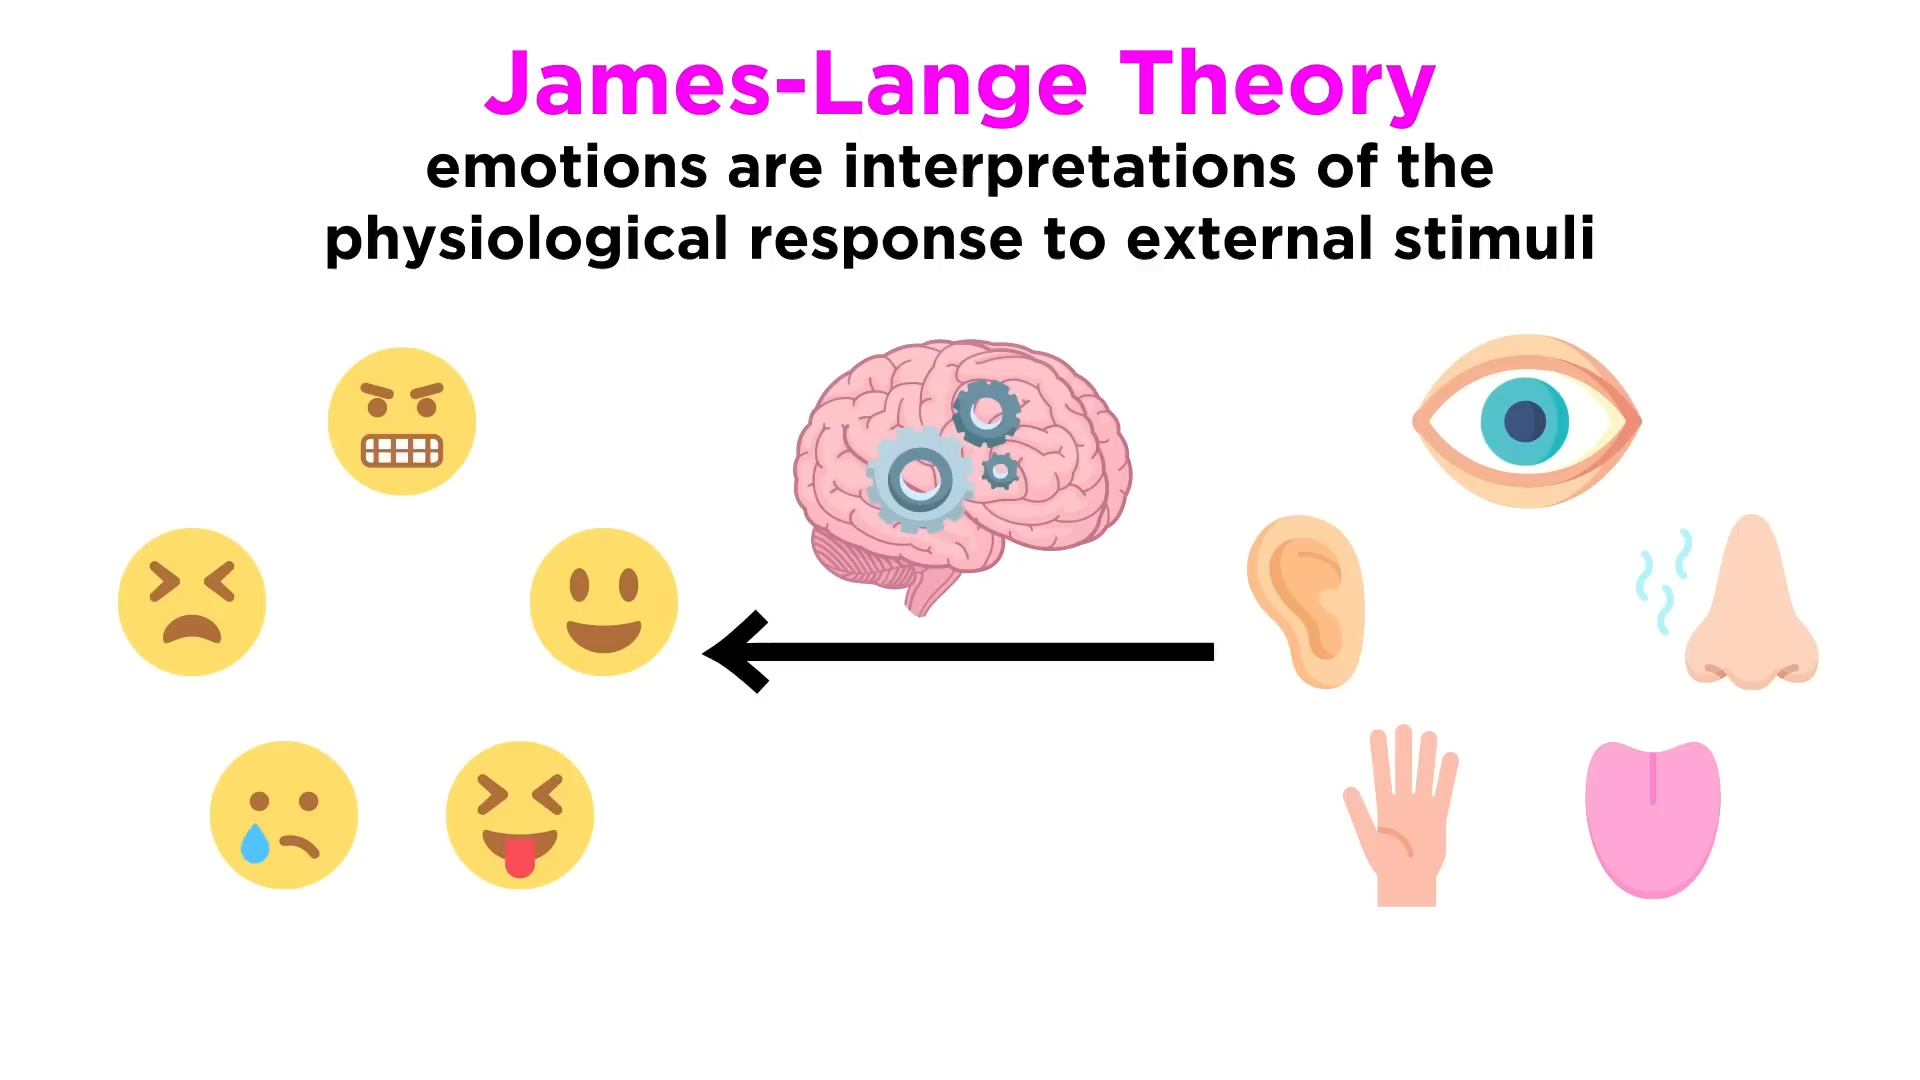 James-Lange Theory
emotions are interpretations of the
physiological response to external stimuli